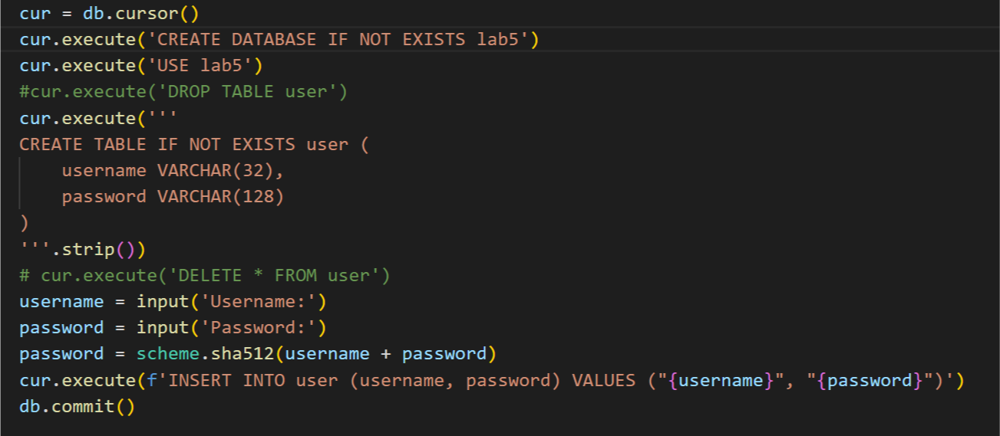 cur = db.cursor()
cur.execute('CREATE DATABASE IF NOT EXISTS lab5')
cur.execute('USE lab5')
#cur.execute('DROP TABLE user')
cur.execute('''
CREATE TABLE IF NOT EXISTS user (
    username VARCHAR(32),
    password VARCHAR(128)
)
'''.strip())
# cur.execute('DELETE * FROM user')
username = input('Username:')
password = input('Password:')
password = scheme.sha512(username + password)
cur.execute(f'INSERT INTO user (username, password) VALUES ("{username}", "{password}")')
db.commit()